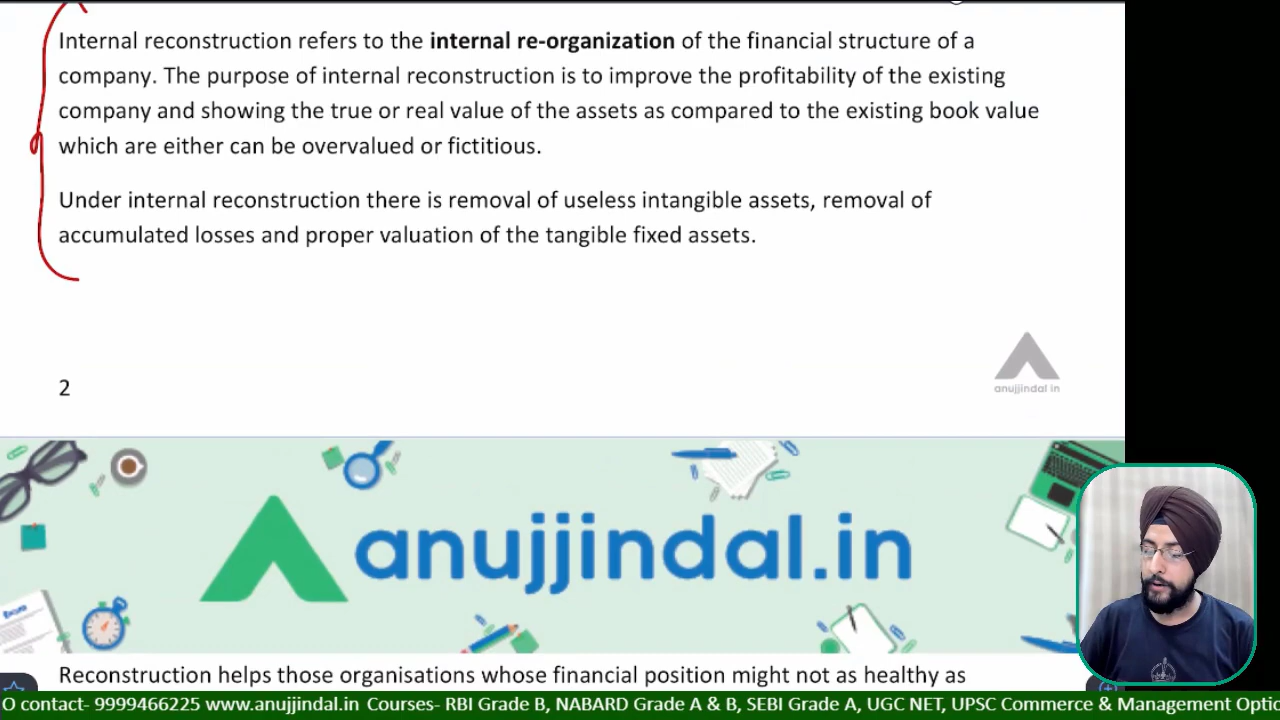 Internal reconstruction refers to the internal re-organization of the financial structure of a
company. The purpose of internal reconstruction is to improve the profitability of the existing
company and showing the true or real value of the assets as compared to the existing book value
which are either can be overvalued or fictitious.
Under internal reconstruction there is removal of useless intangible assets, removal of
accumulated losses and proper valuation of the tangible fixed assets.
anujjindal in
2
anujjindal.in
Reconstruction helps those organisations whose financial position might not as healthy as
O contact- 9999466225 www.anujjindal.in Courses- RBI Grade B, NABARD Grade A & B, SEBI Grade A, UGC NET, UPSC Commerce & Management Optic